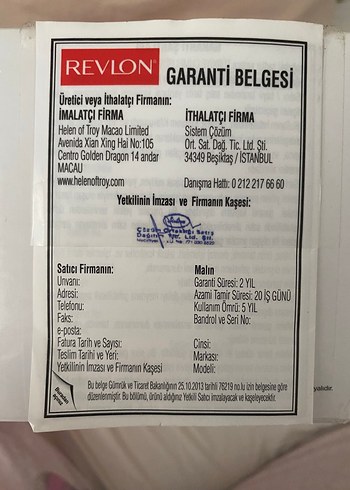 REVLON®
GARANTİ BELGESİ
Üretici veya İthalatçı Firmanın:
İMALATÇI FİRMA
Helen of Troy Macao Limited
Avenida Xian Xing Hai No:105
Centro Golden Dragon 14 andar
MACAU
www.helenoftroy.com
İTHALATÇI FİRMA
Sistem Çözüm
Ort. Sat. Dağ. Tic. Ltd. Şti.
34349 Beşiktaş / İSTANBUL
Danışma Hattı: 0 212 217 66 60
Yetkilinin İmzası ve Firmanın Kaşesi:
Satıcı Firmanın:
Unvanı:
Adresi:
Telefonu:
Faks:
e-posta:
Fatura Tarih ve Sayısı:
Teslim Tarihi ve Yeri:
Yetkilinin İmzası ve Firmanın Kaşesi
Malın
Garanti Süresi: 2 YIL
Azami Tamir Süresi: 20 İŞ GÜNÜ
Kullanım Ömrü: 5 YIL
Bandrol ve Seri No:
Cinsi:
Markası:
Modeli:
Bu belge Gümrük ve Ticaret Bakanlığının 25.10.2013 tarihli 76219 no.lu izin belgesine göre
düzenlenmiştir. Bu bölümü, ürünü aldığınız Yetkili Satıcı imzalayacak ve kaşeleyecektir.